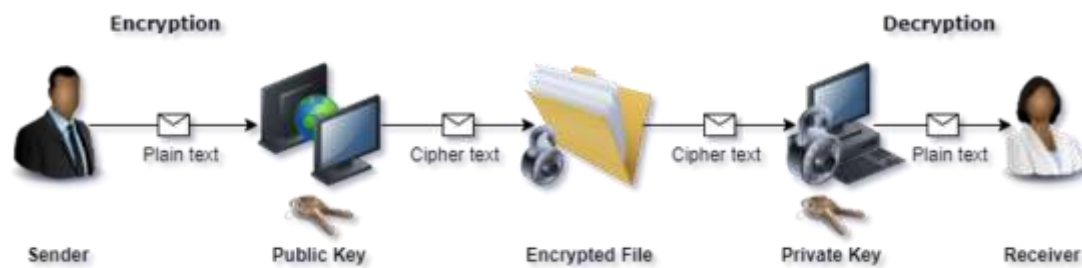 Encryption
Decryption
Plain text
Cipher text
Cipher text
Plain text
Sender
Public Key
Encrypted File
Private Key
Receiver